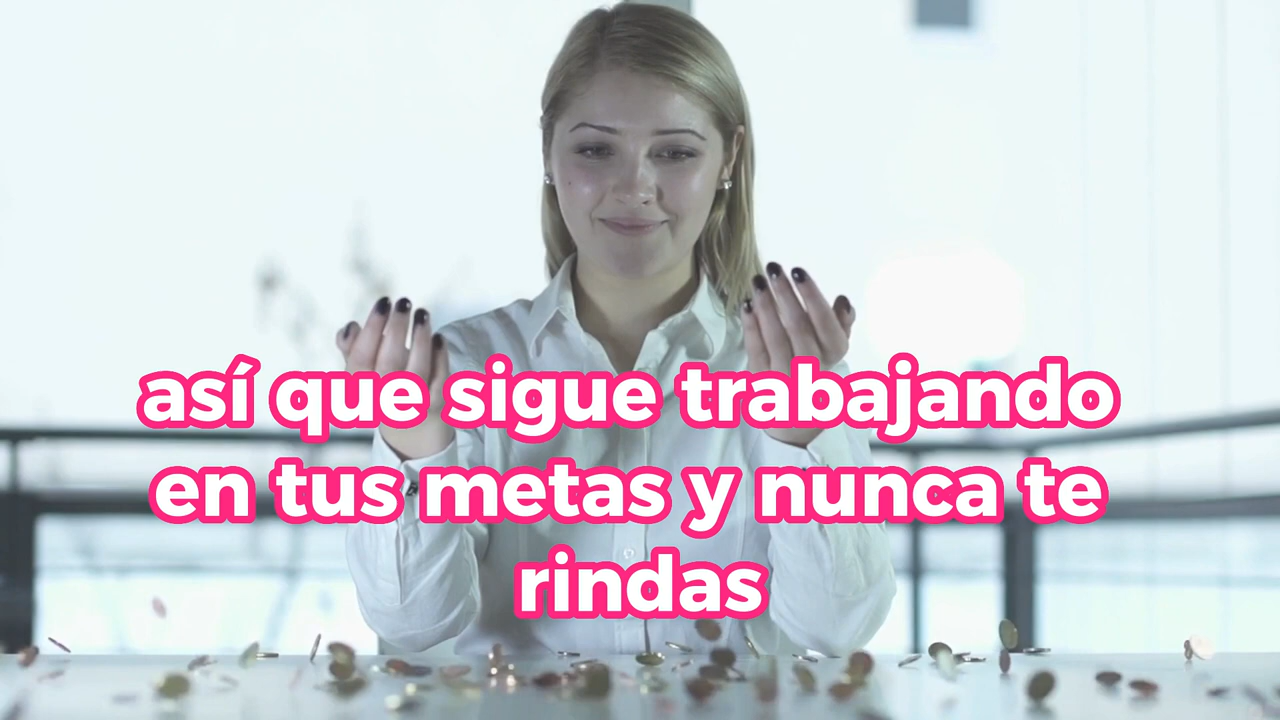 así que sigue trabajando
en tus metas y nunca te
rindas